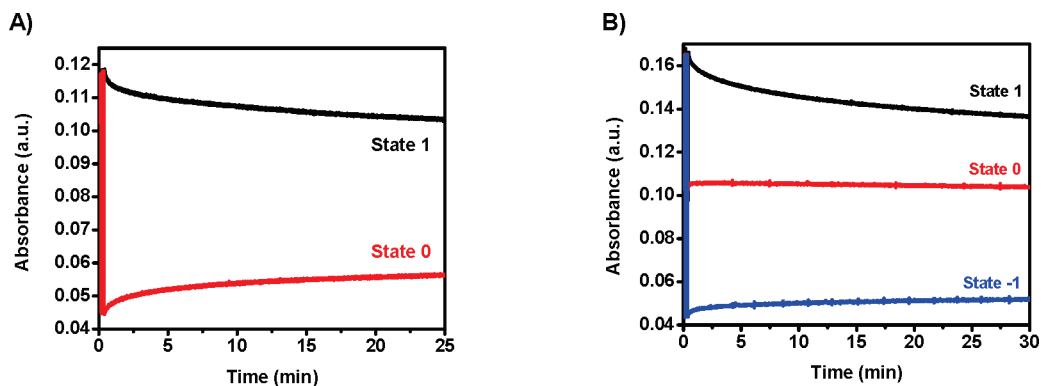 A)
Absorbance (a.u.)
0.12
0.11
0.10
0.09
0.08
0.07
0.06
0.05
0.04
State 1
State 0
0 5 10 15 20 25
Time (min)
B)
Absorbance (a.u.)
0.16
0.14
0.12
0.10
0.08
0.06
0.04
State 1
State 0
State -1
0 5 10 15 20 25 30
Time (min)